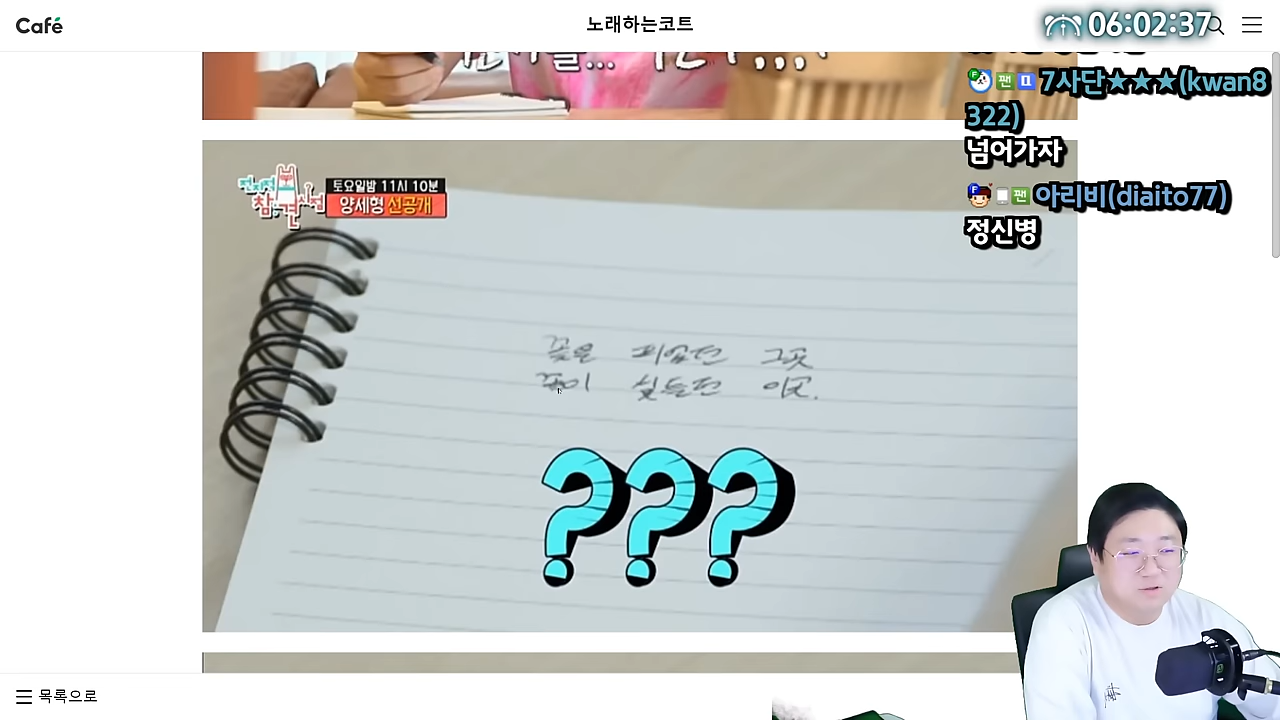 Café
노래하는코트
06:02:37
7사단★★★(kwan8
322)
넘어가자
아리비(diaito77)
정신병
전지적
참견시점
토요일밤 11시 10분
양세형 선공개
꽃은 피었던 그곳
꽃이 시들던 이곳.
???
목록으로